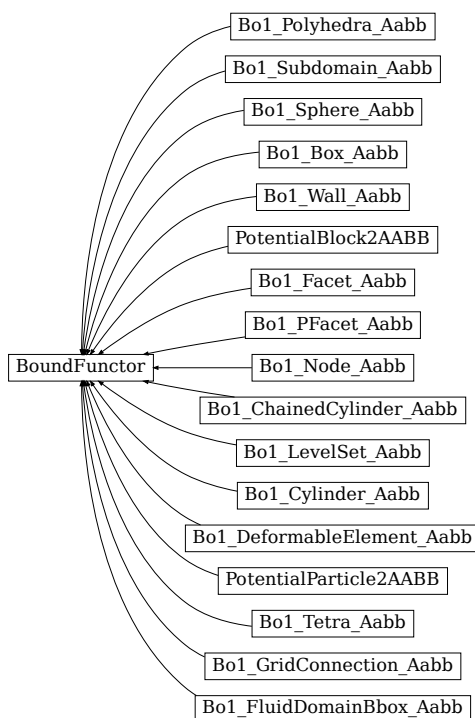 Bo1_Polyhedra_Aabb
Bo1_Subdomain_Aabb
Bo1_Sphere_Aabb
Bo1_Box_Aabb
Bo1_Wall_Aabb
PotentialBlock2AABB
Bo1_Facet_Aabb
Bo1_PFacet_Aabb
BoundFunctor
Bo1_Node_Aabb
Bo1_ChainedCylinder_Aabb
Bo1_LevelSet_Aabb
Bo1_Cylinder_Aabb
Bo1_DeformableElement_Aabb
PotentialParticle2AABB
Bo1_Tetra_Aabb
Bo1_GridConnection_Aabb
Bo1_FluidDomainBbox_Aabb